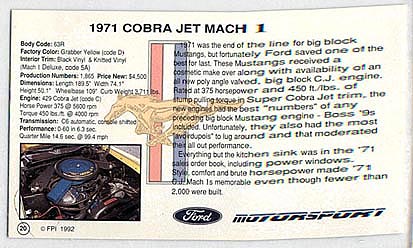 1971 COBRA JET MACH 1
Body Code: 63R
Factory Color: Grabber Yellow (code D)
Interior Trim: Black Vinyl & Knitted Vinyl
(Mach I Deluxe, code 5A)
Production Numbers: 1,865 Price New: $4,500
Dimensions: Length 189.5" Width 74.1"
Height 50.1" Wheelbase 109" Curb Weight 3,711 lbs.
Engine: 429 Cobra Jet (code C)
Horse Power 375 @ 5600 rpm
Torque 450 lbs.ft. @ 4000 rpm
Transmission: C6 automatic, console shifted
Performance: 0-60 in 6.3 sec.
Quarter Mile 14.6 sec. @ 99.4 m.p.h.
1971 was the end of the line for big block
Mustangs, but fortunately Ford saved one of the
best for last. These Mustangs received a
cosmetic make over along with availability of an
all new poly angle valved, big block C.J. engine.
Rated at 375 horsepower and 450 ft./lbs. of
stump pulling torque in Super Cobra Jet trim, the
new engines had the best "numbers" of any
preceding big block Mustang engine - Boss '9s
included. Unfortunately, they also had the most
"avoirdupois" to lug around and that moderated
their all out performance.
Everything but the kitchen sink was in the '71
sales order book, including power windows.
Style, comfort and brute horsepower made '71
C.J. Mach Is memorable even though fewer than
2,000 were built.
20
© FPI 1992
Ford
MOTORSPORT